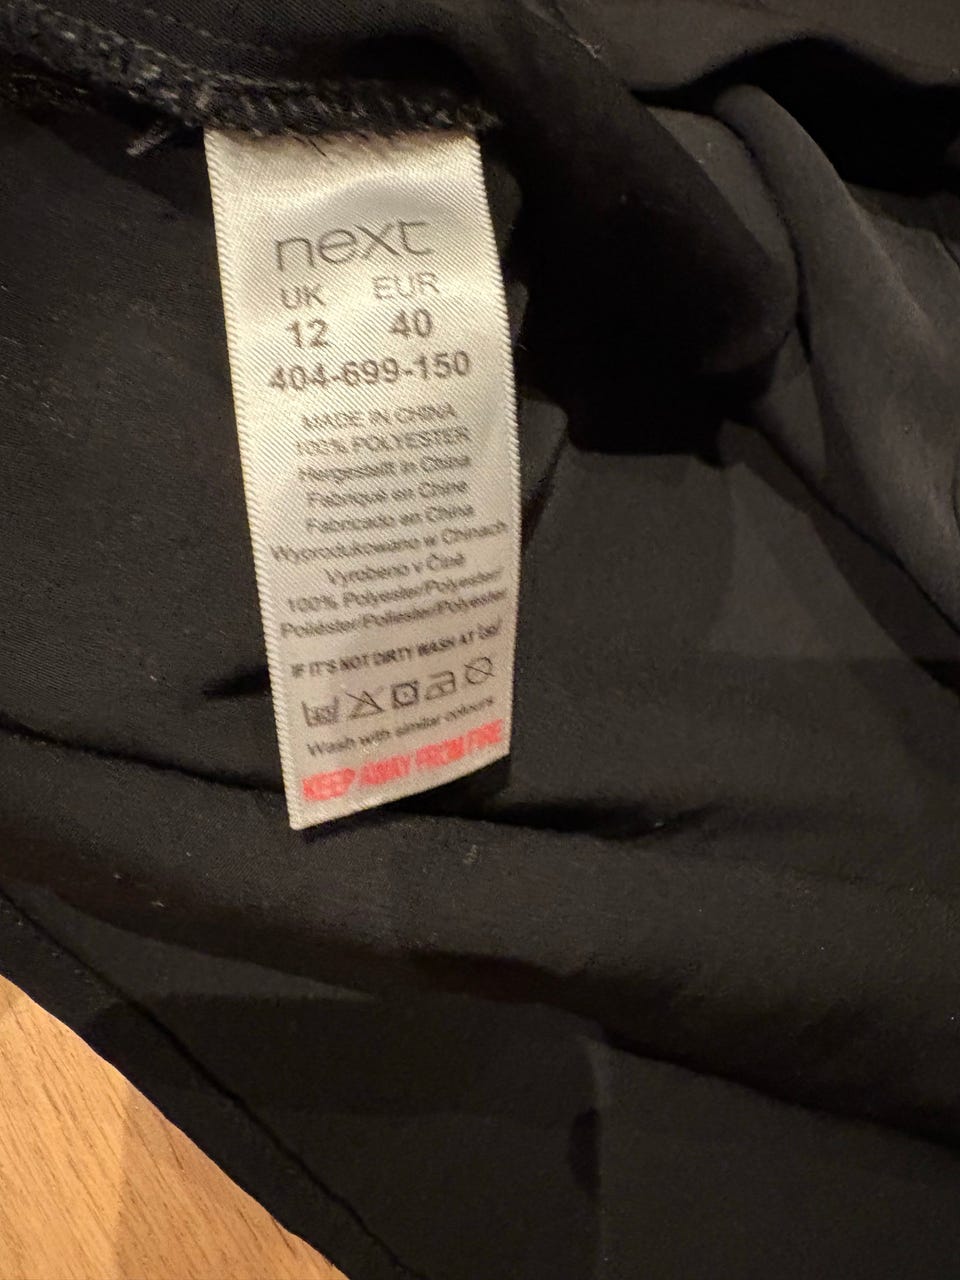 next
UK EUR
12 40
404-699-150
MADE IN CHINA
100% POLYESTER
Hergestellt in China
Fabriqué en Chine
Fabricado en China
Wyprodukowano w Chinach
Vyrobeno v Číně
100% Polyester/Polyester/
Poliéster/Poliester/Polyester
IF IT'S NOT DIRTY WASH AT
Wash with similar colours
KEEP AWAY FROM FIRE